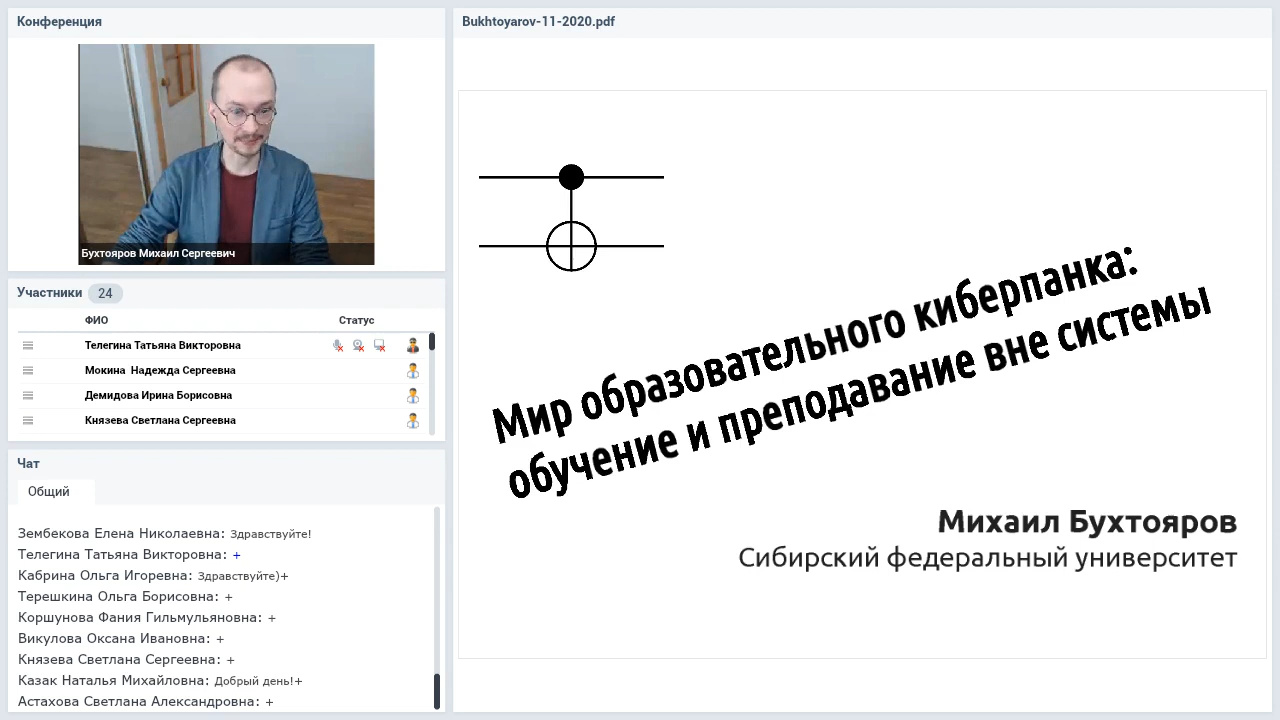 Конференция
Бухтояров Михаил Сергеевич
Участники 24
ФИО Статус
Телегина Татьяна Викторовна
Мокина Надежда Сергеевна
Демидова Ирина Борисовна
Князева Светлана Сергеевна
Чат
Общий
Зембекова Елена Николаевна: Здравствуйте!
Телегина Татьяна Викторовна: +
Кабрина Ольга Игоревна: Здравствуйте)+
Терешкина Ольга Борисовна: +
Коршунова Фания Гильмульяновна: +
Викулова Оксана Ивановна: +
Князева Светлана Сергеевна: +
Казак Наталья Михайловна: Добрый день!+
Астахова Светлана Александровна: +
Bukhtoyarov-11-2020.pdf
Мир образовательного киберпанка:
обучение и преподавание вне системы
Михаил Бухтояров
Сибирский федеральный университет